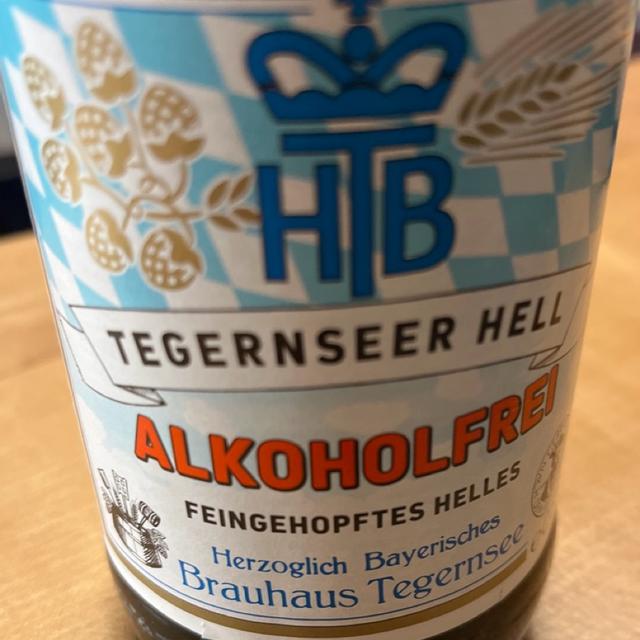 HTB
TEGERNSEER HELL
ALKOHOLFREI
FEINGEHOPFTES HELLES
Herzoglich Bayerisches
Brauhaus Tegernsee